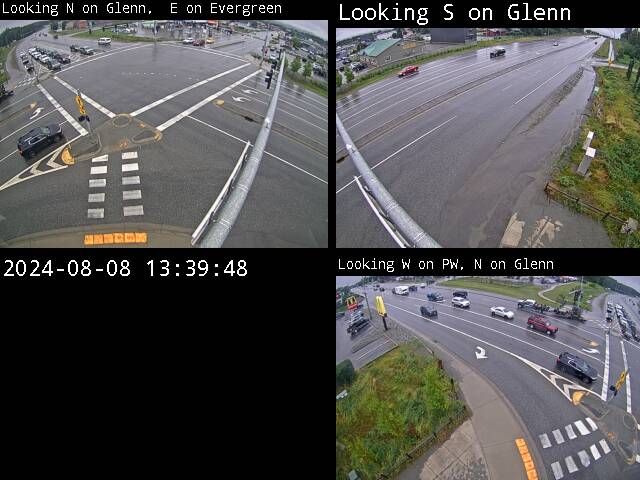 Looking N on Glenn,  E on Evergreen
Looking S on Glenn
2024-08-08 13:39:48
Looking W on PW, N on Glenn